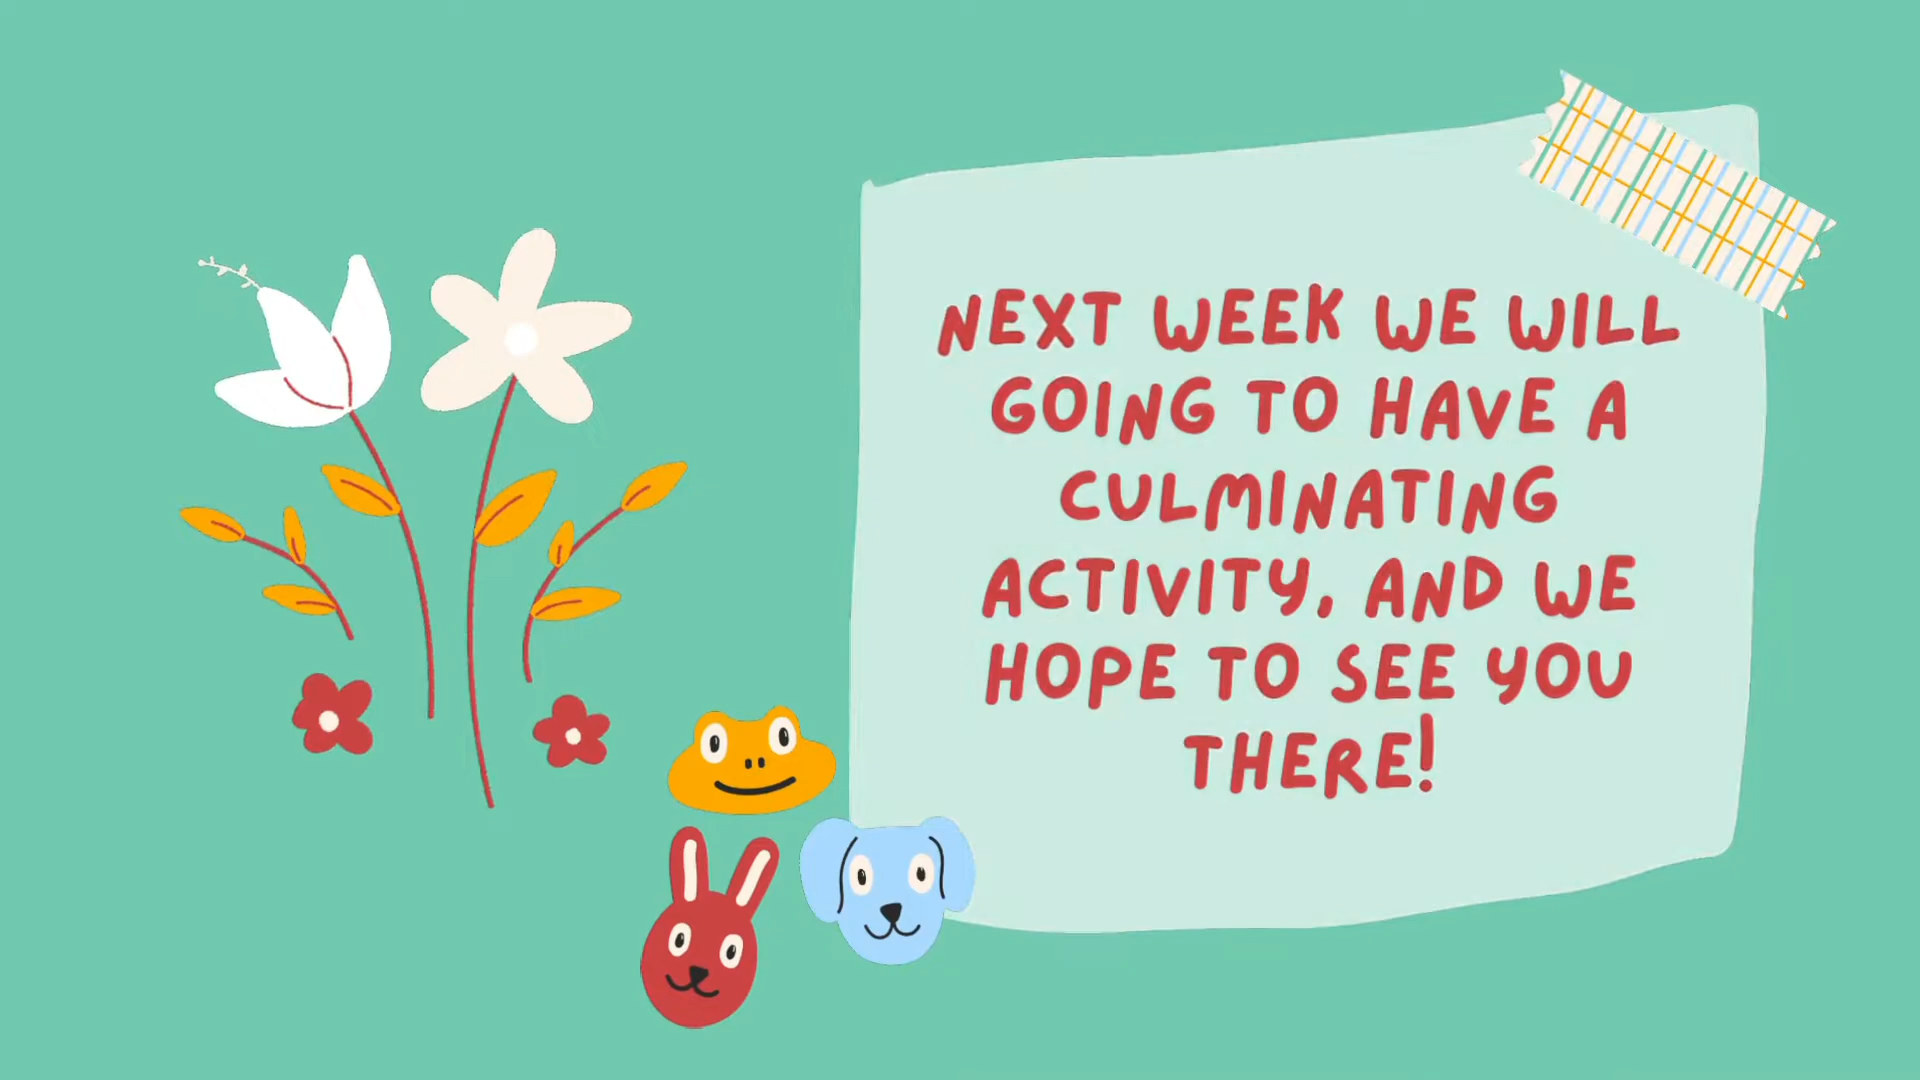 NEXT WEEK WE WILL
GOING TO HAVE A
CULMINATING
ACTIVITY, AND WE
HOPE TO SEE YOU
THERE!